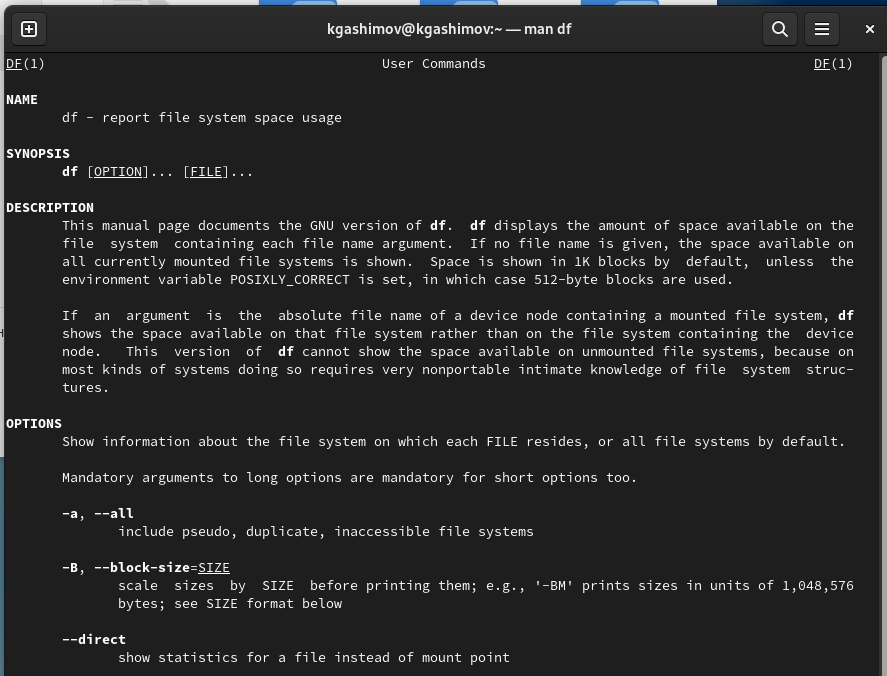 kgashimov@kgashimov:~ — man df
DF(1) User Commands DF(1)
NAME
df - report file system space usage
SYNOPSIS
df [OPTION]... [FILE]...
DESCRIPTION
This manual page documents the GNU version of df.  df displays the amount of space available on the
file  system  containing each file name argument.  If no file name is given, the space available on
all currently mounted file systems is shown.  Space is shown in 1K blocks by  default,  unless  the
environment variable POSIXLY_CORRECT is set, in which case 512-byte blocks are used.
If  an  argument  is  the  absolute file name of a device node containing a mounted file system, df
shows the space available on that file system rather than on the file system containing the  device
node.   This  version  of  df cannot show the space available on unmounted file systems, because on
most kinds of systems doing so requires very nonportable intimate knowledge of file  system  struc-
tures.
OPTIONS
Show information about the file system on which each FILE resides, or all file systems by default.
Mandatory arguments to long options are mandatory for short options too.
-a, --all
include pseudo, duplicate, inaccessible file systems
-B, --block-size=SIZE
scale  sizes  by  SIZE  before printing them; e.g., '-BM' prints sizes in units of 1,048,576
bytes; see SIZE format below
--direct
show statistics for a file instead of mount point